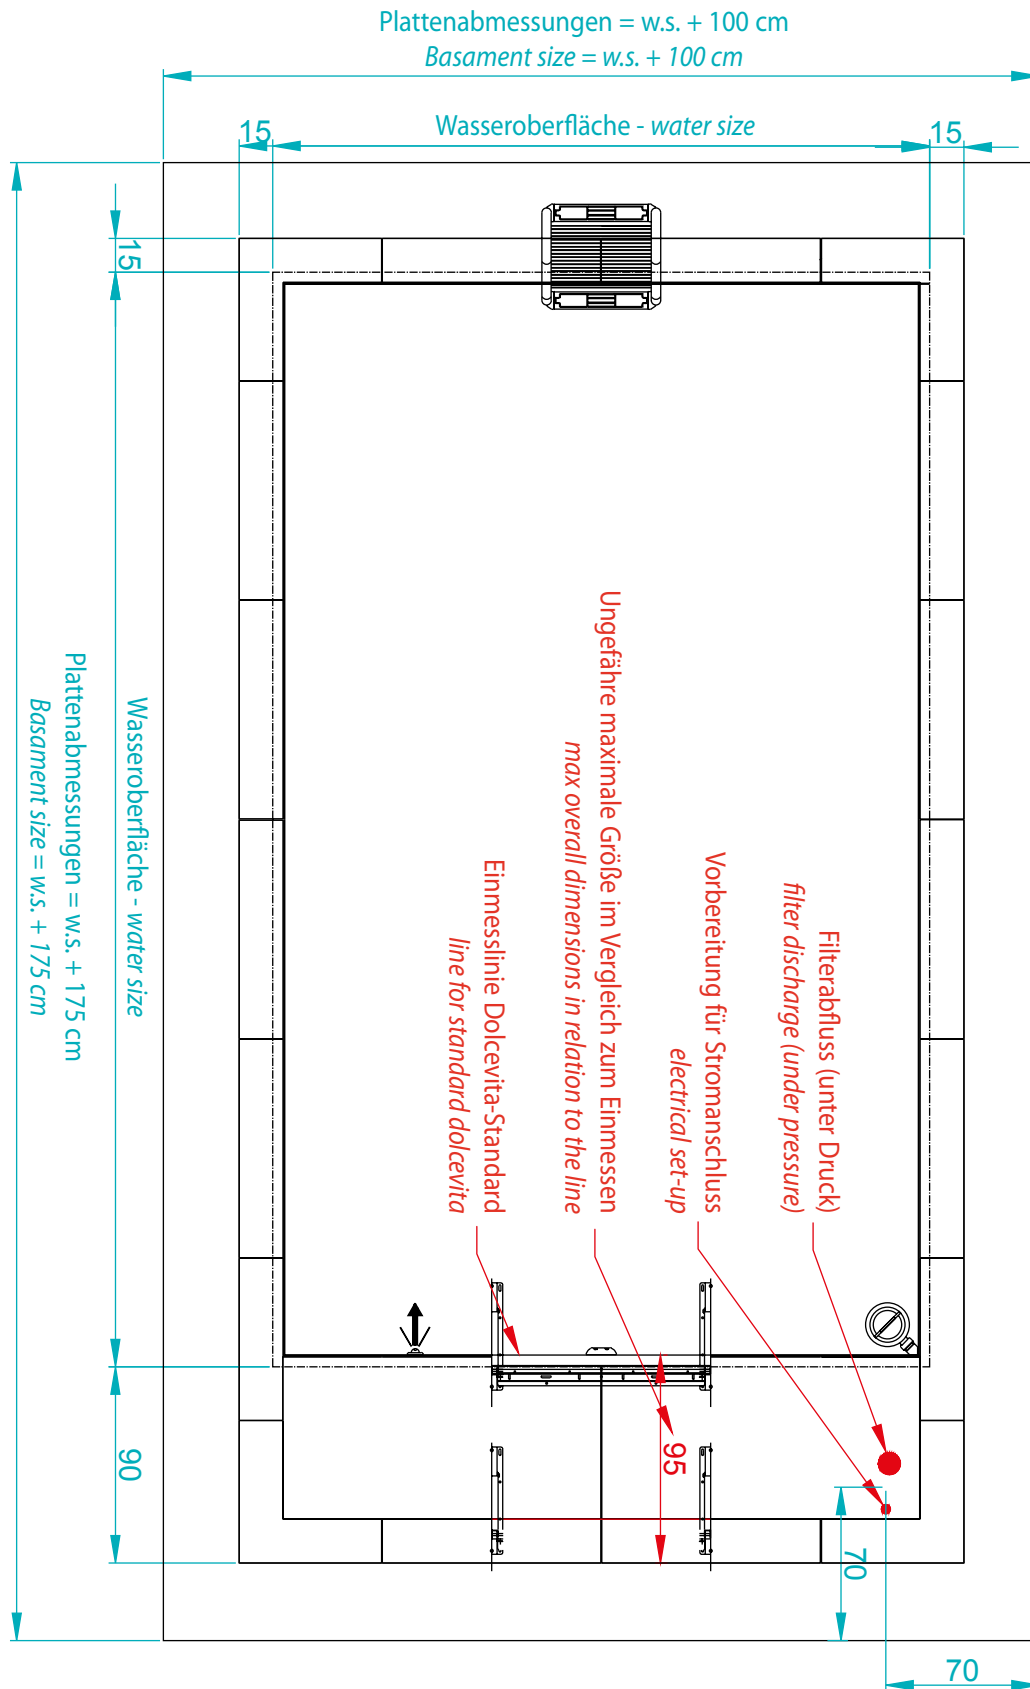 Plattenabmessungen = w.s. + 100 cm
Basament size = w.s. + 100 cm
Wasseroberfläche - water size
15
15
15
Wasseroberfläche - water size
Plattenabmessungen = w.s. + 175 cm
Basament size = w.s. + 175 cm
Filterabfluss (unter Druck)
filter discharge (under pressure)
Vorbereitung für Stromanschluss
electrical set-up
Ungefähre maximale Größe im Vergleich zum Einmessen
max overall dimensions in relation to the line
Einmesslinie Dolcevita-Standard
line for standard dolcevita
90
95
70
70